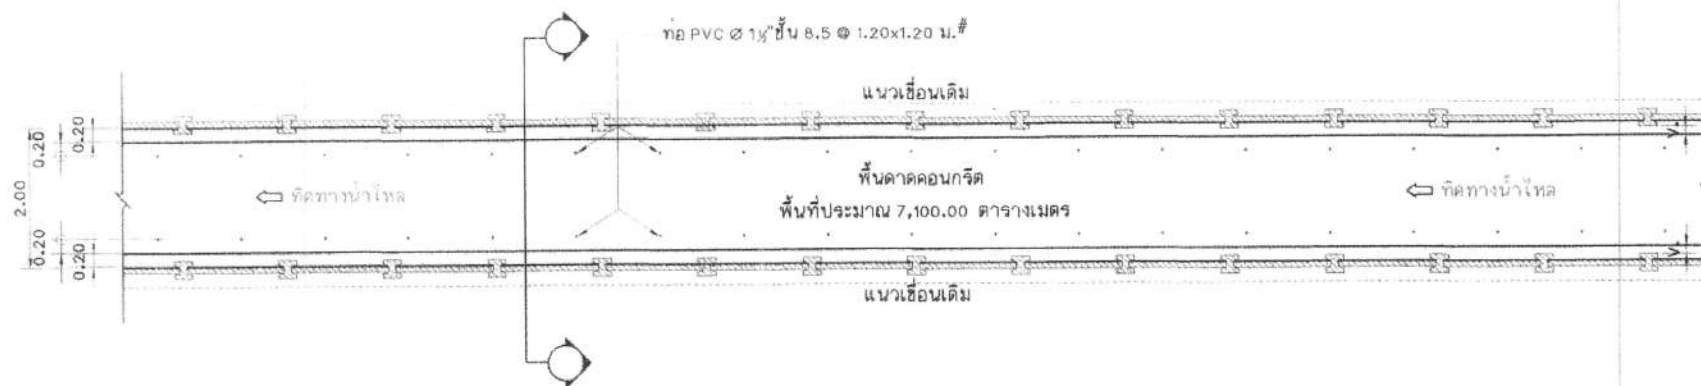 ท่อ PVC Ø 1½" ชั้น 8.5 @ 1.20x1.20 ม.#
แนวเขื่อนเดิม
0.20
0.20
2.00
พื้นดาดคอนกรีต
ทิศทางน้ำไหล
ทิศทางน้ำไหล
พื้นที่ประมาณ 7,100.00 ตารางเมตร
0.20
0.20
แนวเขื่อนเดิม